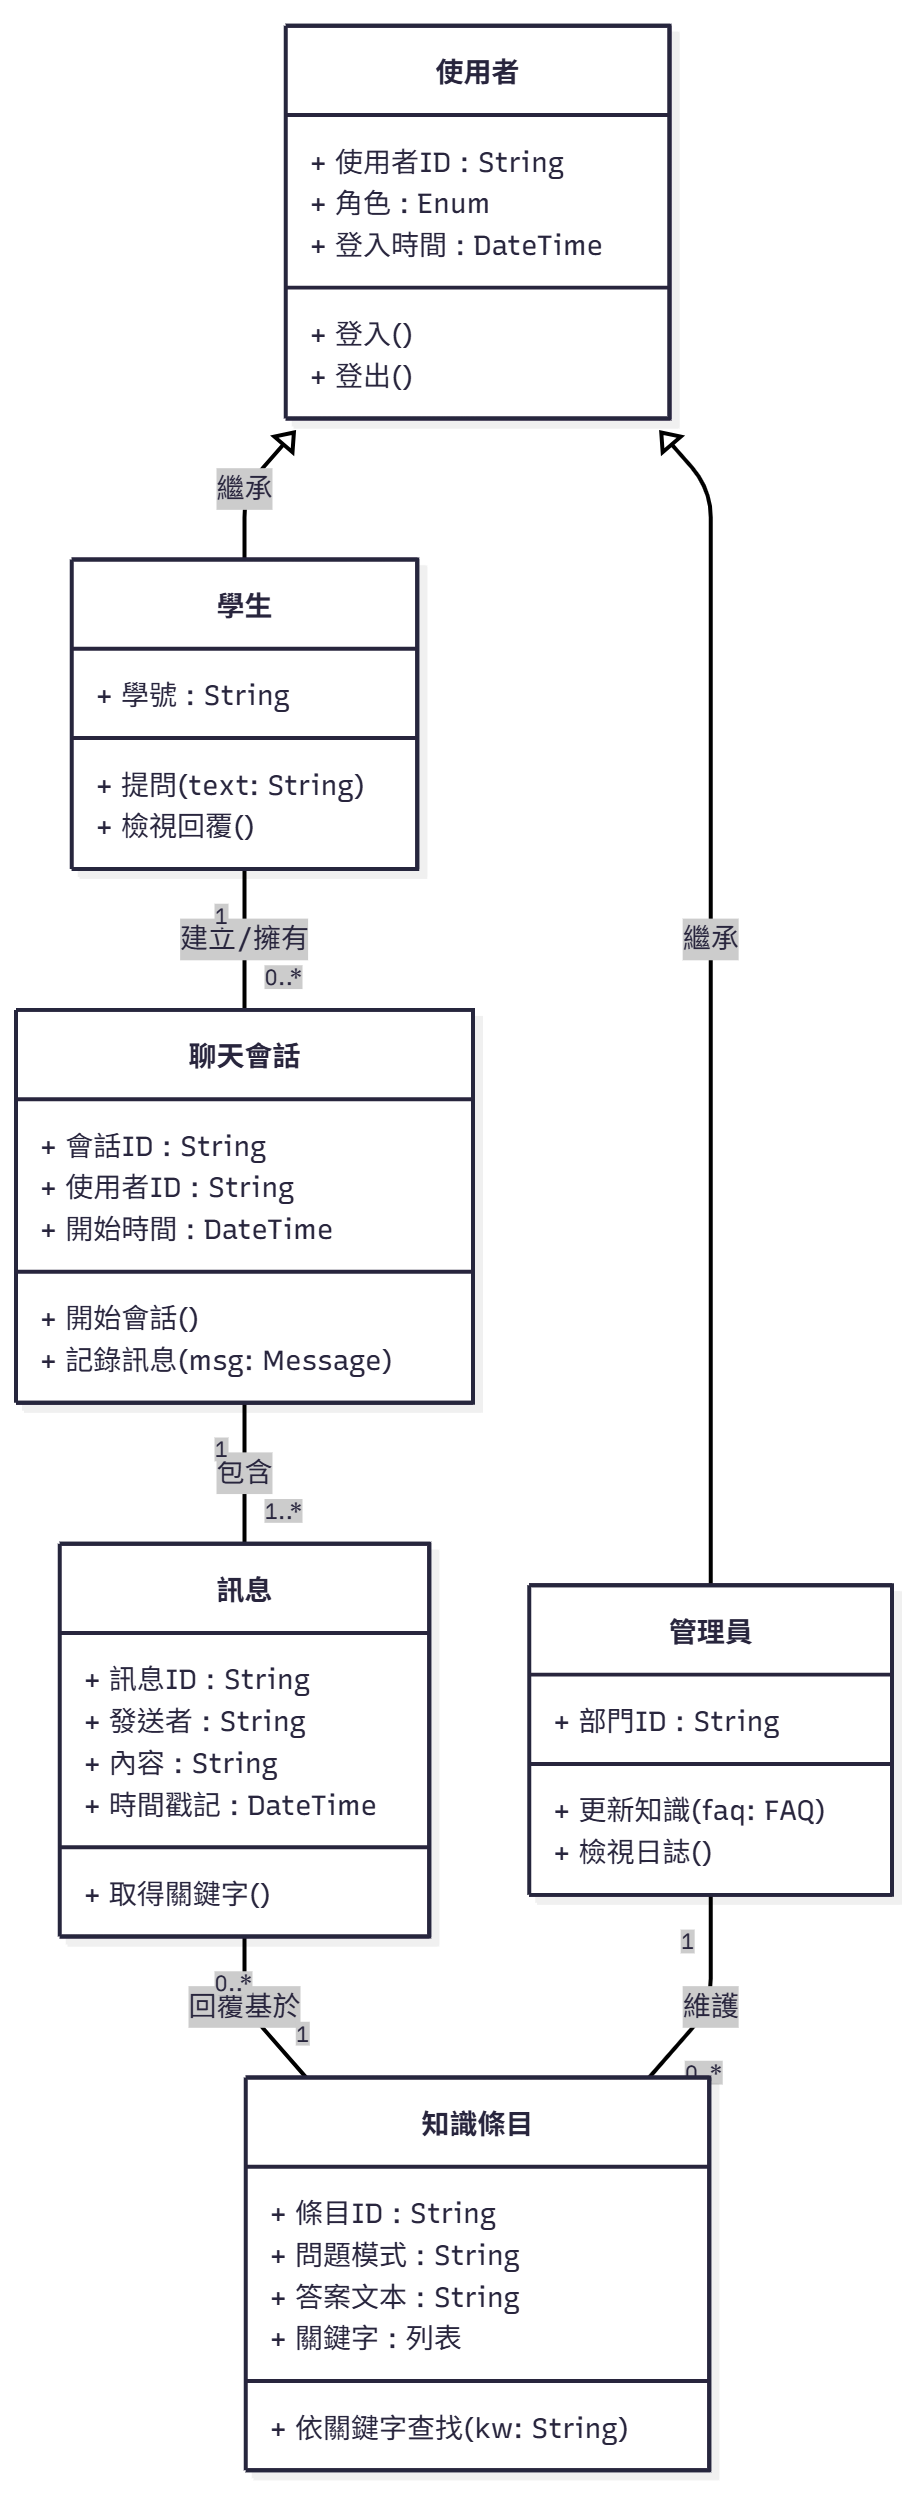 使用者
+ 使用者ID : String
+ 角色 : Enum
+ 登入時間 : DateTime
+ 登入()
+ 登出()
繼承
學生
+ 學號 : String
+ 提問(text: String)
+ 檢視回覆()
1
建立/擁有
0..*
繼承
聊天會話
+ 會話ID : String
+ 使用者ID : String
+ 開始時間 : DateTime
+ 開始會話()
+ 記錄訊息(msg: Message)
1
包含
1..*
訊息
+ 訊息ID : String
+ 發送者 : String
+ 內容 : String
+ 時間戳記 : DateTime
+ 取得關鍵字()
管理員
+ 部門ID : String
+ 更新知識(faq: FAQ)
+ 檢視日誌()
0..*
回覆基於
1
1
維護
0..*
知識條目
+ 條目ID : String
+ 問題模式 : String
+ 答案文本 : String
+ 關鍵字 : 列表
+ 依關鍵字查找(kw: String)